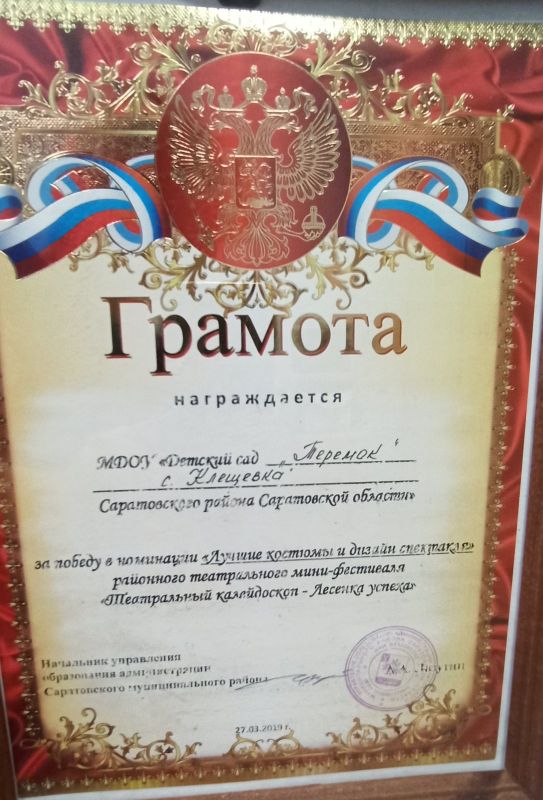 Грамота
награждается
МДОУ «Детский сад „Теремок"
с. Клещевка
Саратовского района Саратовской области»
за победу в номинации «Лучшие костюмы и дизайн спектакля»
районного театрального мини-фестиваля
«Театральный калейдоскоп - Лесенка успеха»
Начальник управления
образования администрации
Саратовского муниципального района
27.03.2019 г.